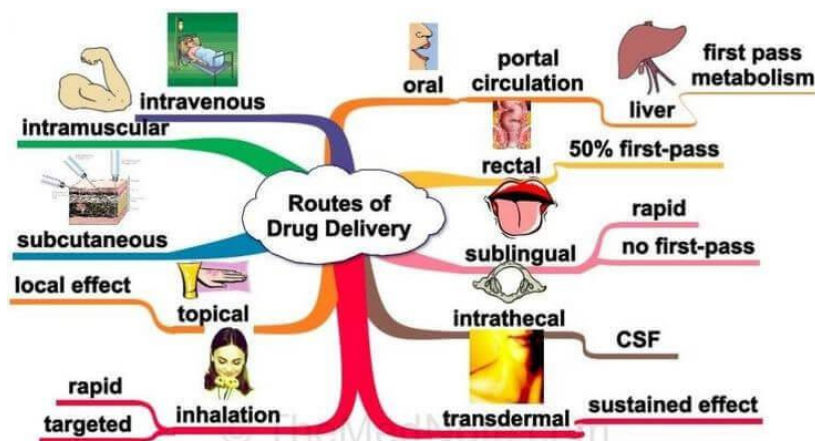 Routes of
Drug Delivery
intravenous
intramuscular
subcutaneous
local effect
topical
rapid
targeted
inhalation
oral
portal
circulation
liver
first pass
metabolism
rectal
50% first-pass
sublingual
rapid
no first-pass
intrathecal
CSF
transdermal
sustained effect